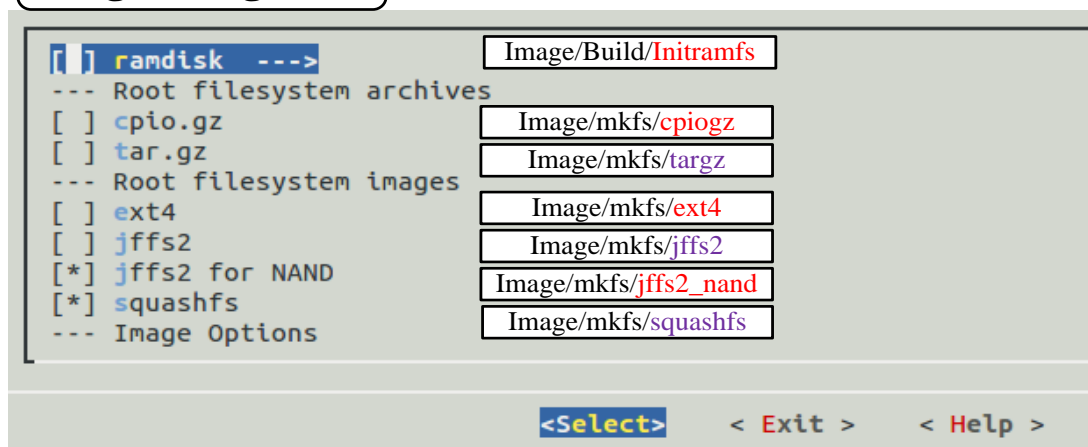 [ ] ramdisk  --->  Image/Build/Initramfs
--- Root filesystem archives
[ ] cpio.gz  Image/mkfs/cpiogz
[ ] tar.gz  Image/mkfs/targz
--- Root filesystem images
[ ] ext4  Image/mkfs/ext4
[ ] jffs2  Image/mkfs/jffs2
[*] jffs2 for NAND  Image/mkfs/jffs2_nand
[*] squashfs  Image/mkfs/squashfs
--- Image Options
<Select>  < Exit >  < Help >